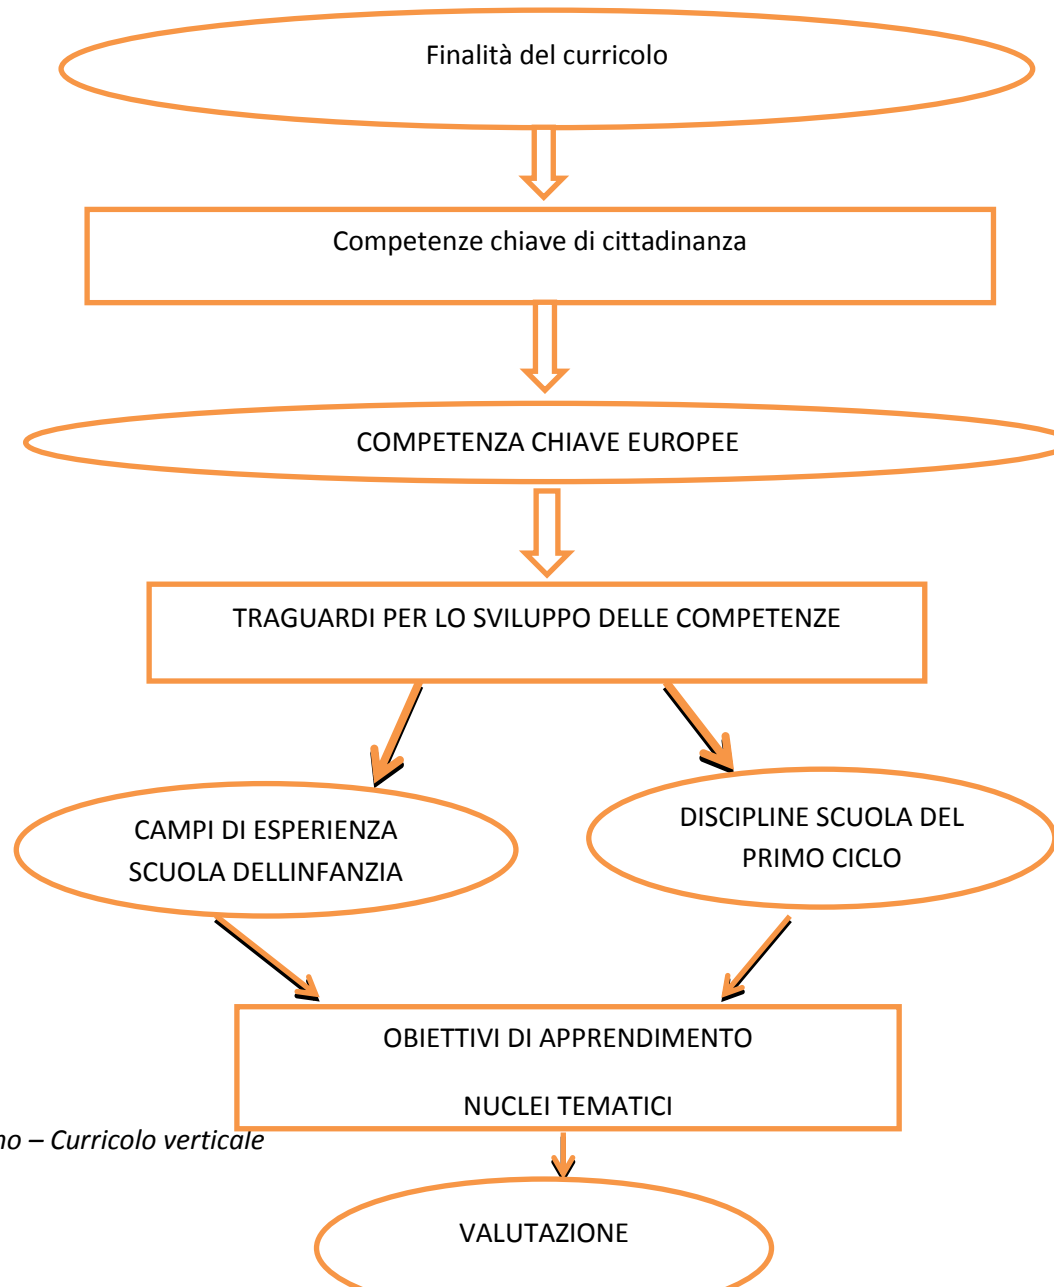 Finalità del curricolo
Competenze chiave di cittadinanza
COMPETENZA CHIAVE EUROPEE
TRAGUARDI PER LO SVILUPPO DELLE COMPETENZE
CAMPI DI ESPERIENZA
SCUOLA DELLINFANZIA
DISCIPLINE SCUOLA DEL
PRIMO CICLO
OBIETTIVI DI APPRENDIMENTO
NUCLEI TEMATICI
– Curricolo verticale
VALUTAZIONE